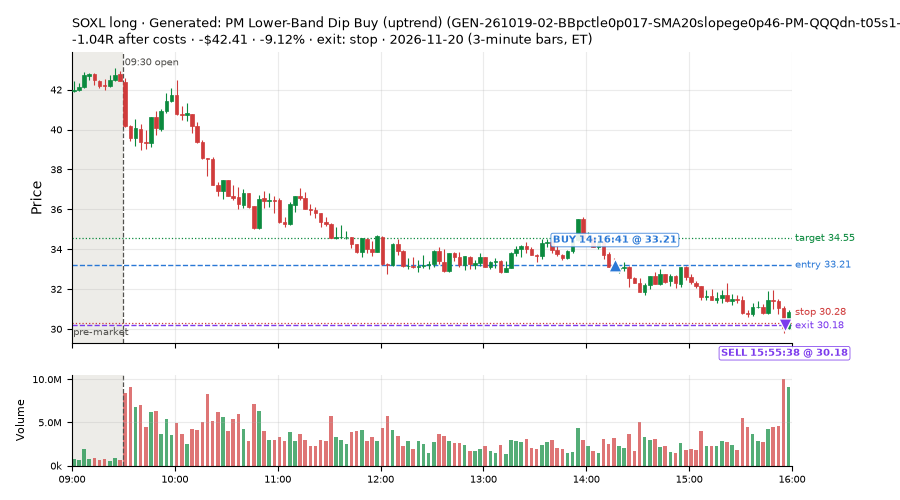 SOXL long · Generated: PM Lower-Band Dip Buy (uptrend) (GEN-261019-02-BBpctle0p017-SMA20slopege0p46-PM-QQQdn-t05s1-
-1.04R after costs · -$42.41 · -9.12% · exit: stop · 2026-11-20 (3-minute bars, ET)
09:30 open
42
40
38
36
34
32
30
Price
BUY 14:16:41 @ 33.21
target 34.55
entry 33.21
stop 30.28
exit 30.18
pre-market
SELL 15:55:38 @ 30.18
10.0M
5.0M
0k
Volume
09:00
10:00
11:00
12:00
13:00
14:00
15:00
16:00